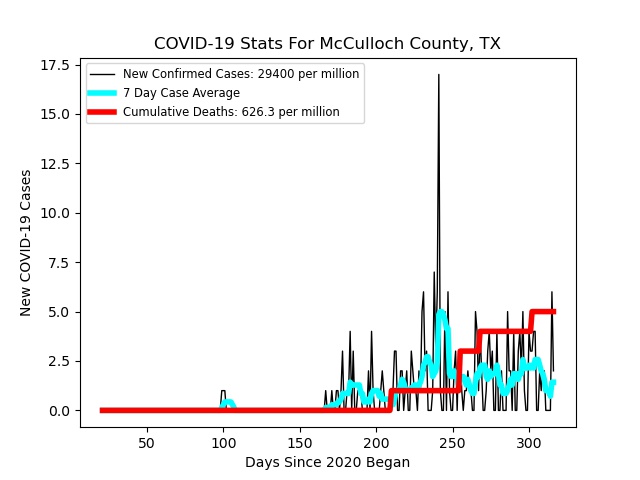 COVID-19 Stats For McCulloch County, TX
New Confirmed Cases: 29400 per million
7 Day Case Average
Cumulative Deaths: 626.3 per million
New COVID-19 Cases
17.5
15.0
12.5
10.0
7.5
5.0
2.5
0.0
50 100 150 200 250 300
Days Since 2020 Began